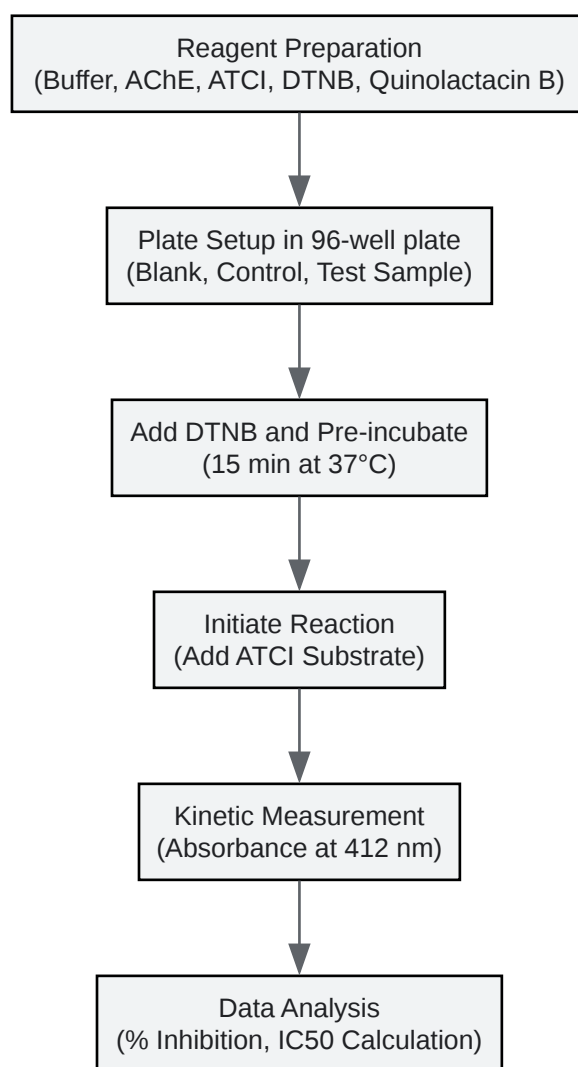 Reagent Preparation
(Buffer, AChE, ATCI, DTNB, Quinolactacin B)
Plate Setup in 96-well plate
(Blank, Control, Test Sample)
Add DTNB and Pre-incubate
(15 min at 37°C)
Initiate Reaction
(Add ATCI Substrate)
Kinetic Measurement
(Absorbance at 412 nm)
Data Analysis
(% Inhibition, IC50 Calculation)